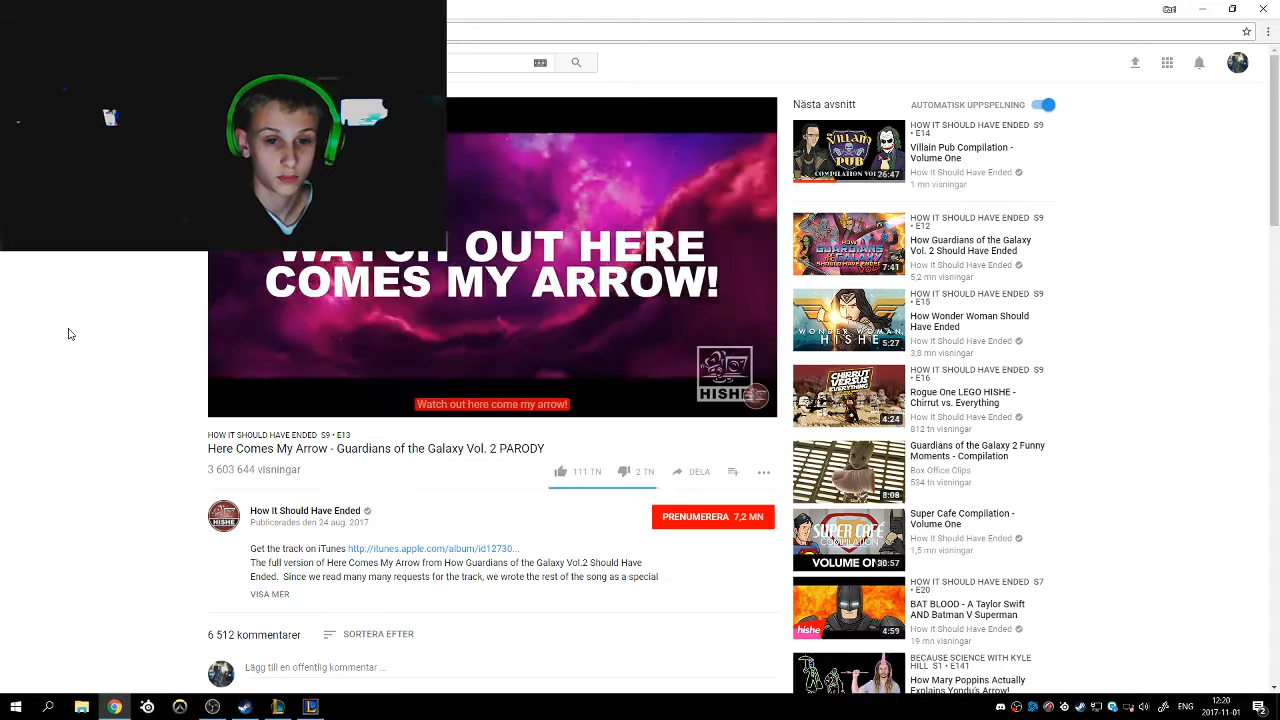 WATCH OUT HERE
COMES MY ARROW!
HISHE
Watch out here come my arrow!
HOW IT SHOULD HAVE ENDED S9 • E13
Here Comes My Arrow - Guardians of the Galaxy Vol. 2 PARODY
3 603 644 visningar
111 TN
2 TN
DELA
HISHE
How It Should Have Ended
Publicerades den 24 aug. 2017
PRENUMERERA 7,2 MN
Get the track on iTunes http://itunes.apple.com/album/id12730...
The full version of Here Comes My Arrow from How Guardians of the Galaxy Vol.2 Should Have
Ended. Since we read many many requests for the track, we wrote the rest of the song as a special
VISA MER
6 512 kommentarer
SORTERA EFTER
Lägg till en offentlig kommentar ...
Nästa avsnitt
AUTOMATISK UPPSPELNING
VILLAIN
PUB
COMPILATION VOL
26:47
HOW IT SHOULD HAVE ENDED S9
• E14
Villain Pub Compilation -
Volume One
How It Should Have Ended
1 mn visningar
HOW
GUARDIANS
GALAXY
7:41
HOW IT SHOULD HAVE ENDED S9
• E12
How Guardians of the Galaxy
Vol. 2 Should Have Ended
How It Should Have Ended
5,2 mn visningar
WONDER WOMAN
HISHE
5:27
HOW IT SHOULD HAVE ENDED S9
• E15
How Wonder Woman Should
Have Ended
How It Should Have Ended
3,8 mn visningar
CHIRRUT
VERSUS
EVERYTHING
4:24
HOW IT SHOULD HAVE ENDED S9
• E16
Rogue One LEGO HISHE -
Chirrut vs. Everything
How It Should Have Ended
812 tn visningar
8:08
Guardians of the Galaxy 2 Funny
Moments - Compilation
Box Office Clips
534 tn visningar
SUPER CAFE
COMPILATION
VOLUME ON
30:57
Super Cafe Compilation -
Volume One
How It Should Have Ended
1,5 mn visningar
hishe
4:59
HOW IT SHOULD HAVE ENDED S7
• E20
BAT BLOOD - A Taylor Swift
AND Batman V Superman
How It Should Have Ended
19 mn visningar
BECAUSE SCIENCE WITH KYLE
HILL S1 • E141
How Mary Poppins Actually
Explains Yondu's Arrow!
ENG
12:20
2017-11-01